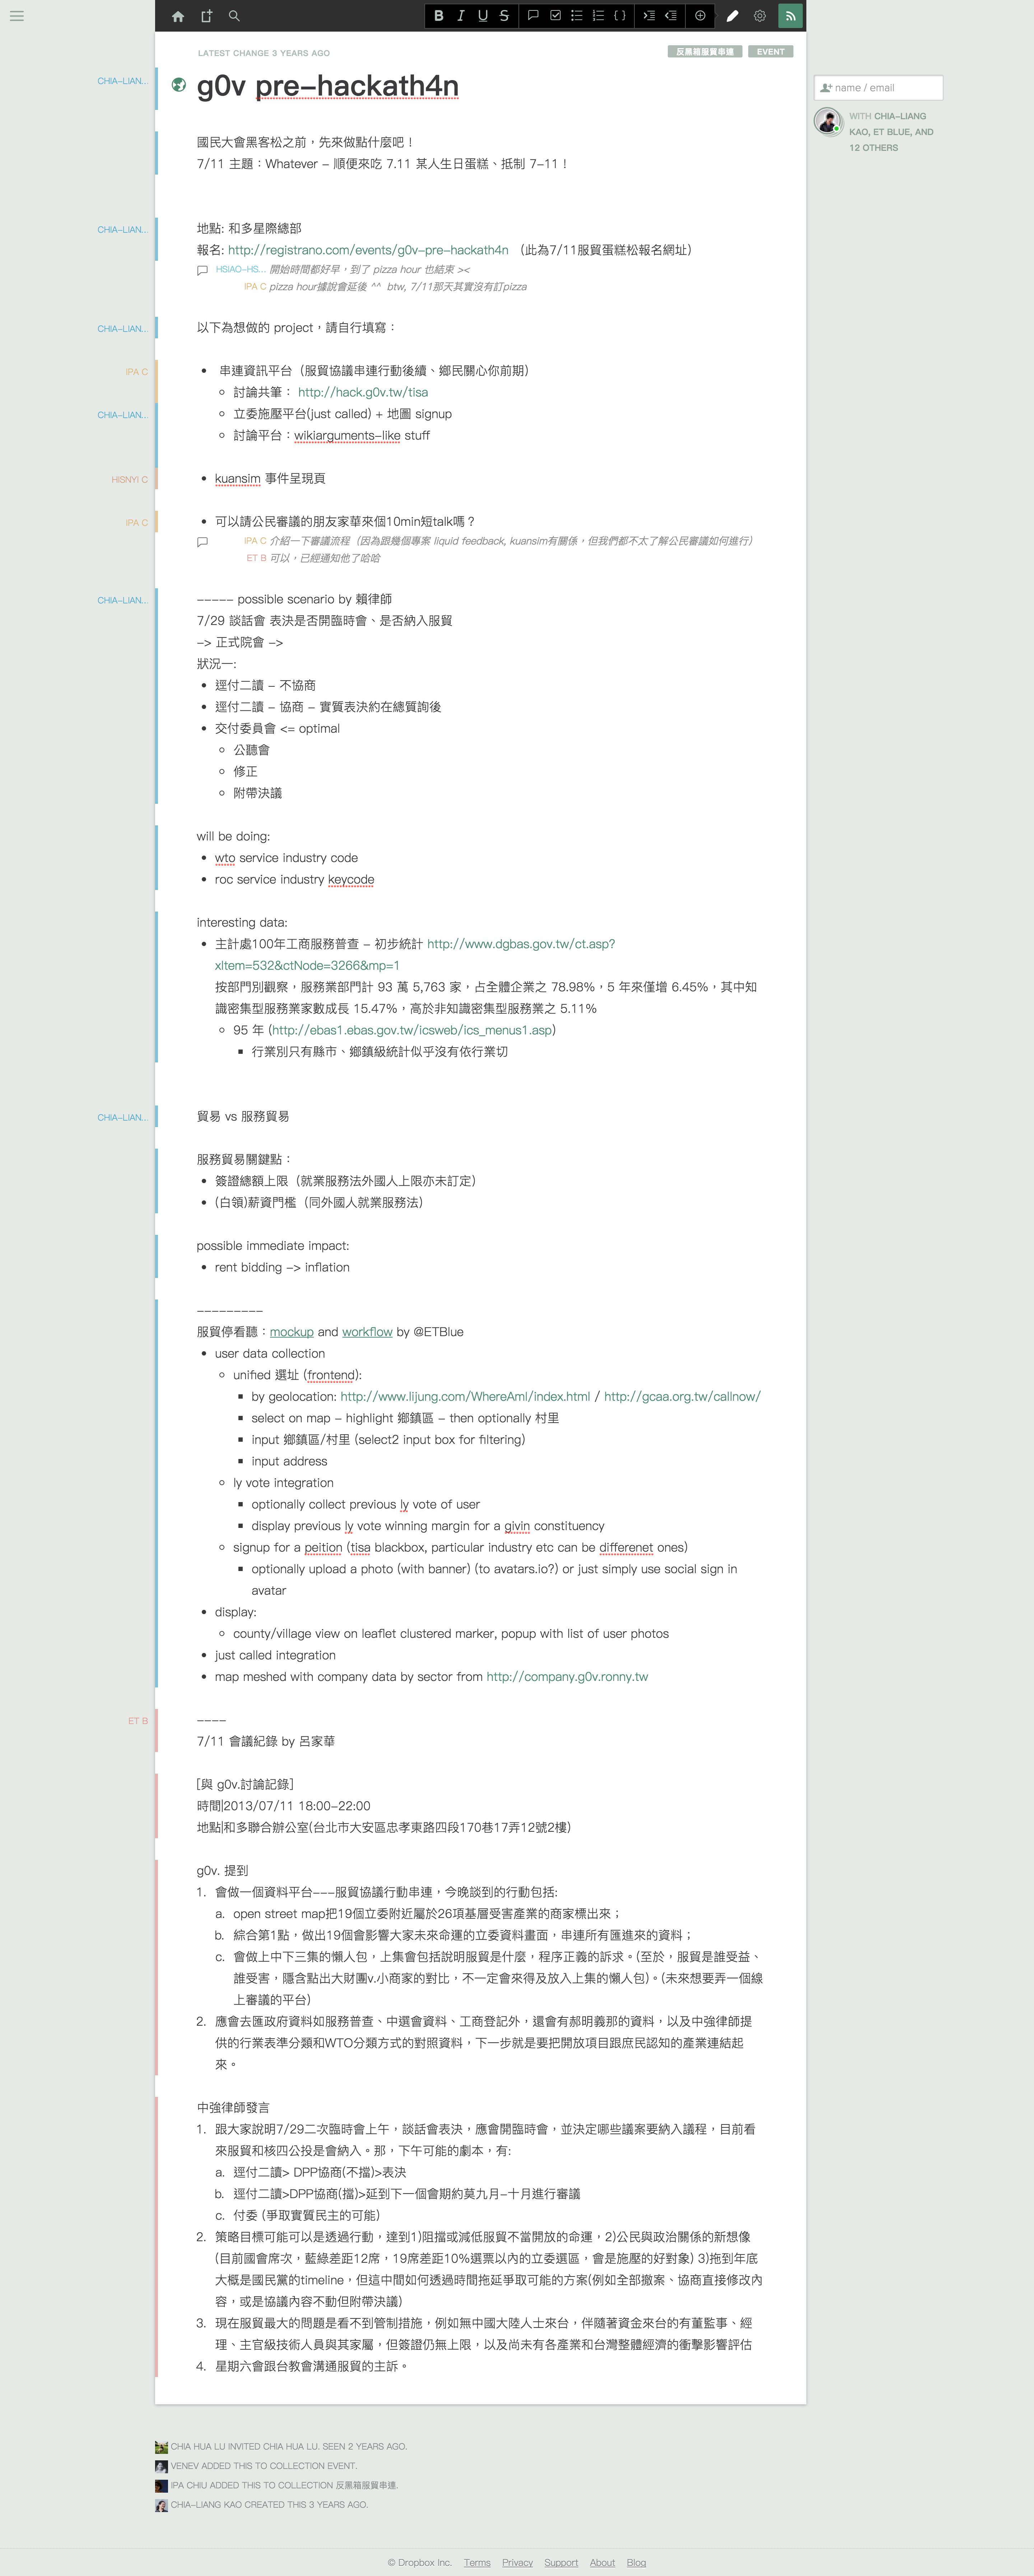 LATEST CHANGE 3 YEARS AGO
反黑箱服貿串連
EVENT
CHIA-LIAN...
g0v pre-hackath4n
name / email
WITH CHIA-LIANG
KAO, ET BLUE, AND
12 OTHERS
國民大會黑客松之前，先來做點什麼吧！
7/11 主題：Whatever - 順便來吃 7.11 某人生日蛋糕、抵制 7-11！
CHIA-LIAN...
地點: 和多星際總部
報名: http://registrano.com/events/g0v-pre-hackath4n （此為7/11服貿蛋糕松報名網址）
HSIAO-HS... 開始時間都好早，到了 pizza hour 也結束 ><
IPA C pizza hour據說會延後 ^^ btw, 7/11那天其實沒有訂pizza
CHIA-LIAN...
以下為想做的 project，請自行填寫：
IPA C
• 串連資訊平台（服貿協議串連行動後續、鄉民關心你前期）
◦ 討論共筆： http://hack.g0v.tw/tisa
CHIA-LIAN...
◦ 立委施壓平台(just called) + 地圖 signup
◦ 討論平台：wikiarguments-like stuff
HISNYI C
• kuansim 事件呈現頁
IPA C
• 可以請公民審議的朋友家華來個10min短talk嗎？
IPA C 介紹一下審議流程（因為跟幾個專案 liquid feedback, kuansim有關係，但我們都不太了解公民審議如何進行）
ET B 可以，已經通知他了哈哈
CHIA-LIAN...
----- possible scenario by 賴律師
7/29 談話會 表決是否開臨時會、是否納入服貿
-> 正式院會 ->
狀況一:
• 逕付二讀 - 不協商
• 逕付二讀 - 協商 - 實質表決約在總質詢後
• 交付委員會 <= optimal
◦ 公聽會
◦ 修正
◦ 附帶決議
will be doing:
• wto service industry code
• roc service industry keycode
interesting data:
• 主計處100年工商服務普查 - 初步統計 http://www.dgbas.gov.tw/ct.asp?
xItem=532&ctNode=3266&mp=1
按部門別觀察，服務業部門計 93 萬 5,763 家，占全體企業之 78.98%，5 年來僅增 6.45%，其中知
識密集型服務業家數成長 15.47%，高於非知識密集型服務業之 5.11%
◦ 95 年 (http://ebas1.ebas.gov.tw/icsweb/ics_menus1.asp)
▪ 行業別只有縣市、鄉鎮級統計似乎沒有依行業切
CHIA-LIAN...
貿易 vs 服務貿易
服務貿易關鍵點：
• 簽證總額上限（就業服務法外國人上限亦未訂定）
• (白領)薪資門檻（同外國人就業服務法）
possible immediate impact:
• rent bidding -> inflation
---------
服貿停看聽：mockup and workflow by @ETBlue
• user data collection
◦ unified 選址 (frontend):
▪ by geolocation: http://www.lijung.com/WhereAmI/index.html / http://gcaa.org.tw/callnow/
▪ select on map - highlight 鄉鎮區 - then optionally 村里
▪ input 鄉鎮區/村里 (select2 input box for filtering)
▪ input address
◦ ly vote integration
▪ optionally collect previous ly vote of user
▪ display previous ly vote winning margin for a givin constituency
◦ signup for a peition (tisa blackbox, particular industry etc can be differenet ones)
▪ optionally upload a photo (with banner) (to avatars.io?) or just simply use social sign in
avatar
• display:
◦ county/village view on leaflet clustered marker, popup with list of user photos
• just called integration
• map meshed with company data by sector from http://company.g0v.ronny.tw
ET B
----
7/11 會議紀錄 by 呂家華
[與 g0v.討論記錄]
時間|2013/07/11 18:00-22:00
地點|和多聯合辦公室(台北市大安區忠孝東路四段170巷17弄12號2樓)
g0v. 提到
1. 會做一個資料平台---服貿協議行動串連，今晚談到的行動包括:
a. open street map把19個立委附近屬於26項基層受害產業的商家標出來；
b. 綜合第1點，做出19個會影響大家未來命運的立委資料畫面，串連所有匯進來的資料；
c. 會做上中下三集的懶人包，上集會包括說明服貿是什麼，程序正義的訴求。(至於，服貿是誰受益、
誰受害，隱含點出大財團v.小商家的對比，不一定會來得及放入上集的懶人包)。(未來想要弄一個線
上審議的平台)
2. 應會去匯政府資料如服務普查、中選會資料、工商登記外，還會有郝明義那的資料，以及中強律師提
供的行業表準分類和WTO分類方式的對照資料，下一步就是要把開放項目跟庶民認知的產業連結起
來。
中強律師發言
1. 跟大家說明7/29二次臨時會上午，談話會表決，應會開臨時會，並決定哪些議案要納入議程，目前看
來服貿和核四公投是會納入。那，下午可能的劇本，有:
a. 逕付二讀> DPP協商(不擋)>表決
b. 逕付二讀>DPP協商(擋)>延到下一個會期約莫九月-十月進行審議
c. 付委 (爭取實質民主的可能)
2. 策略目標可能可以是透過行動，達到1)阻擋或減低服貿不當開放的命運，2)公民與政治關係的新想像
(目前國會席次，藍綠差距12席，19席差距10%選票以內的立委選區，會是施壓的好對象) 3)拖到年底
大概是國民黨的timeline，但這中間如何透過時間拖延爭取可能的方案(例如全部撤案、協商直接修改內
容，或是協議內容不動但附帶決議)
3. 現在服貿最大的問題是看不到管制措施，例如無中國大陸人士來台，伴隨著資金來台的有董監事、經
理、主官級技術人員與其家屬，但簽證仍無上限，以及尚未有各產業和台灣整體經濟的衝擊影響評估
4. 星期六會跟台教會溝通服貿的主訴。
CHIA HUA LU INVITED CHIA HUA LU. SEEN 2 YEARS AGO.
VENEV ADDED THIS TO COLLECTION EVENT.
IPA CHIU ADDED THIS TO COLLECTION 反黑箱服貿串連.
CHIA-LIANG KAO CREATED THIS 3 YEARS AGO.
© Dropbox Inc. Terms Privacy Support About Blog